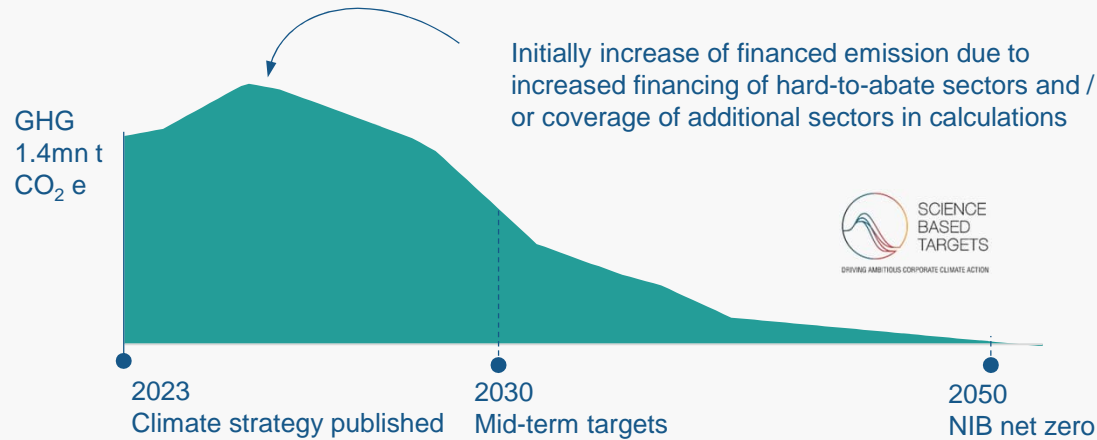 Initially increase of financed emission due to
increased financing of hard-to-abate sectors and /
or coverage of additional sectors in calculations
GHG
1.4mn t
CO₂ e
SCIENCE
BASED
TARGETS
DRIVING AMBITIOUS CORPORATE CLIMATE ACTION
2023
Climate strategy published
2030
Mid-term targets
2050
NIB net zero